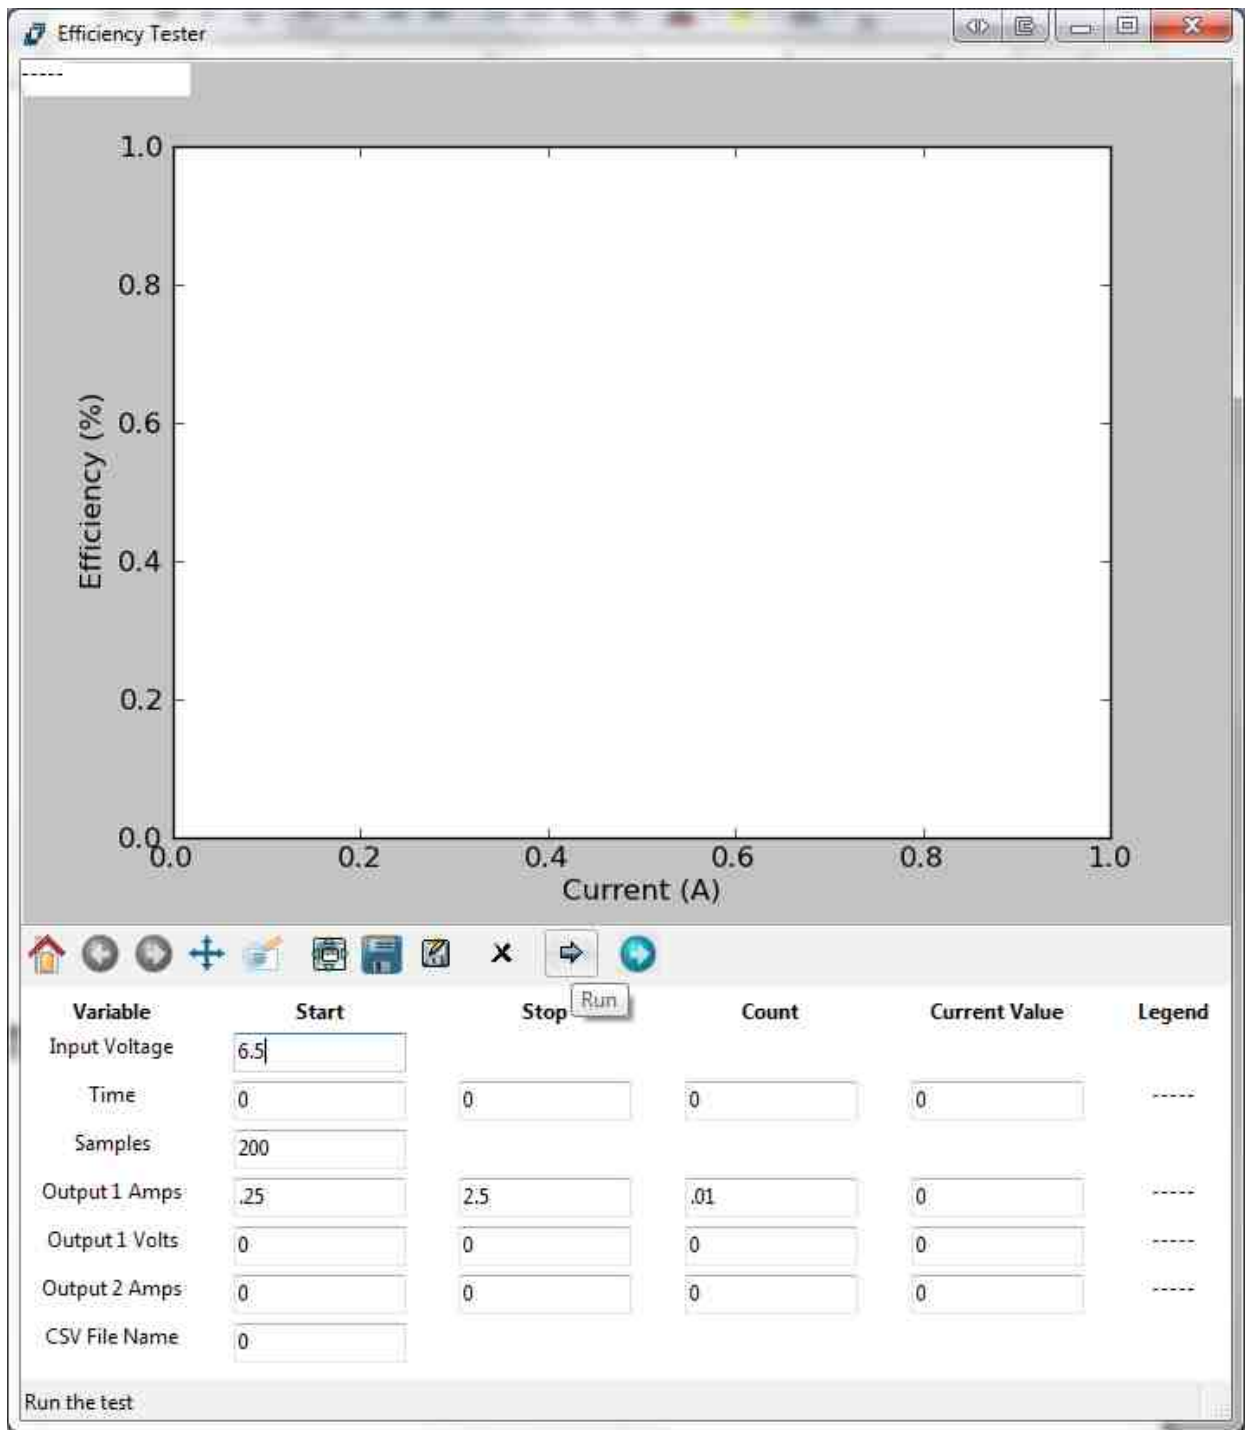 Efficiency Tester
-----
1.0
0.8
0.6
0.4
0.2
0.0
Efficiency (%)
0.0 0.2 0.4 0.6 0.8 1.0
Current (A)
Run
Variable Start Stop Count Current Value Legend
Input Voltage 6.5
Time 0 0 0 0 -----
Samples 200
Output 1 Amps .25 2.5 .01 0 -----
Output 1 Volts 0 0 0 0 -----
Output 2 Amps 0 0 0 0 -----
CSV File Name 0
Run the test